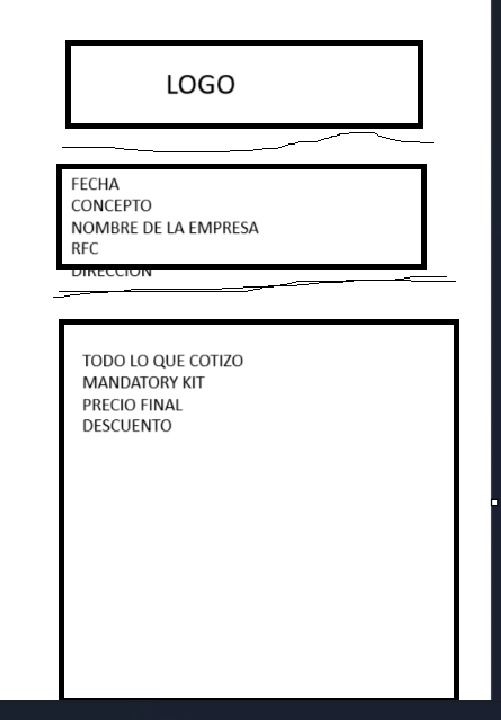 LOGO
FECHA
CONCEPTO
NOMBRE DE LA EMPRESA
RFC
DIRECCION
TODO LO QUE COTIZO
MANDATORY KIT
PRECIO FINAL
DESCUENTO